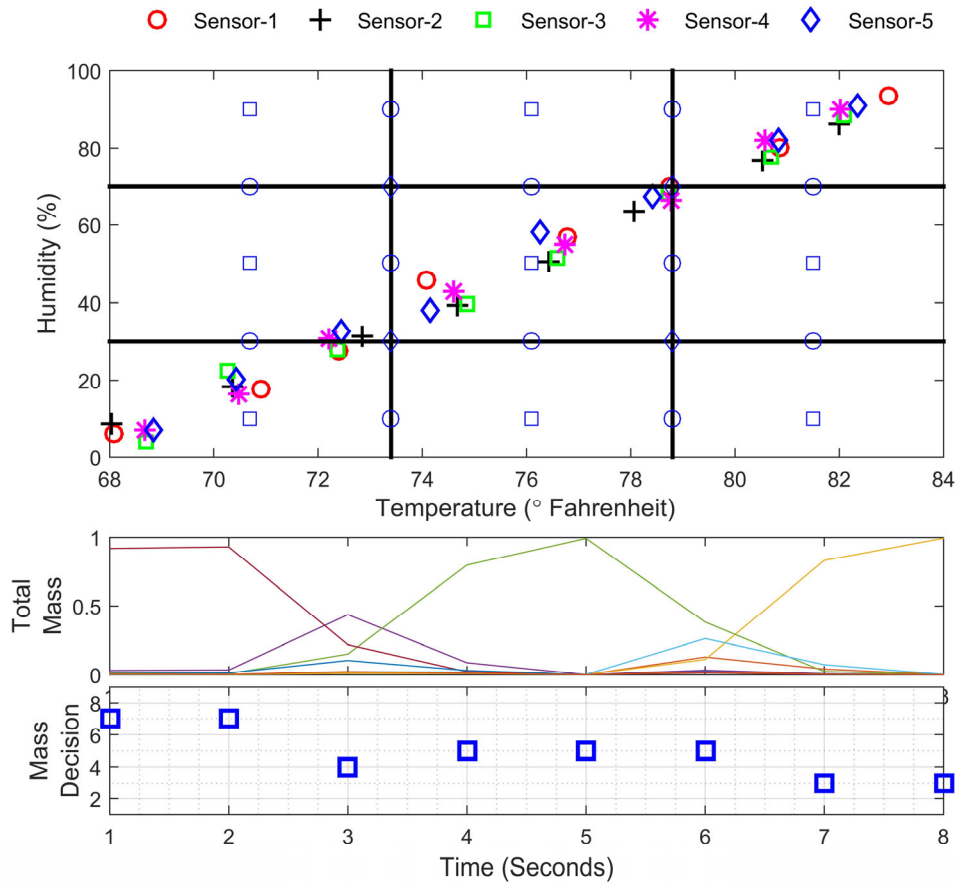 Sensor-1 Sensor-2 Sensor-3 Sensor-4 Sensor-5
100
80
60
40
20
0
Humidity (%)
68 70 72 74 76 78 80 82 84
Temperature (° Fahrenheit)
1
0.5
0
Total
Mass
8
6
4
2
Mass
Decision
1 2 3 4 5 6 7 8
Time (Seconds)